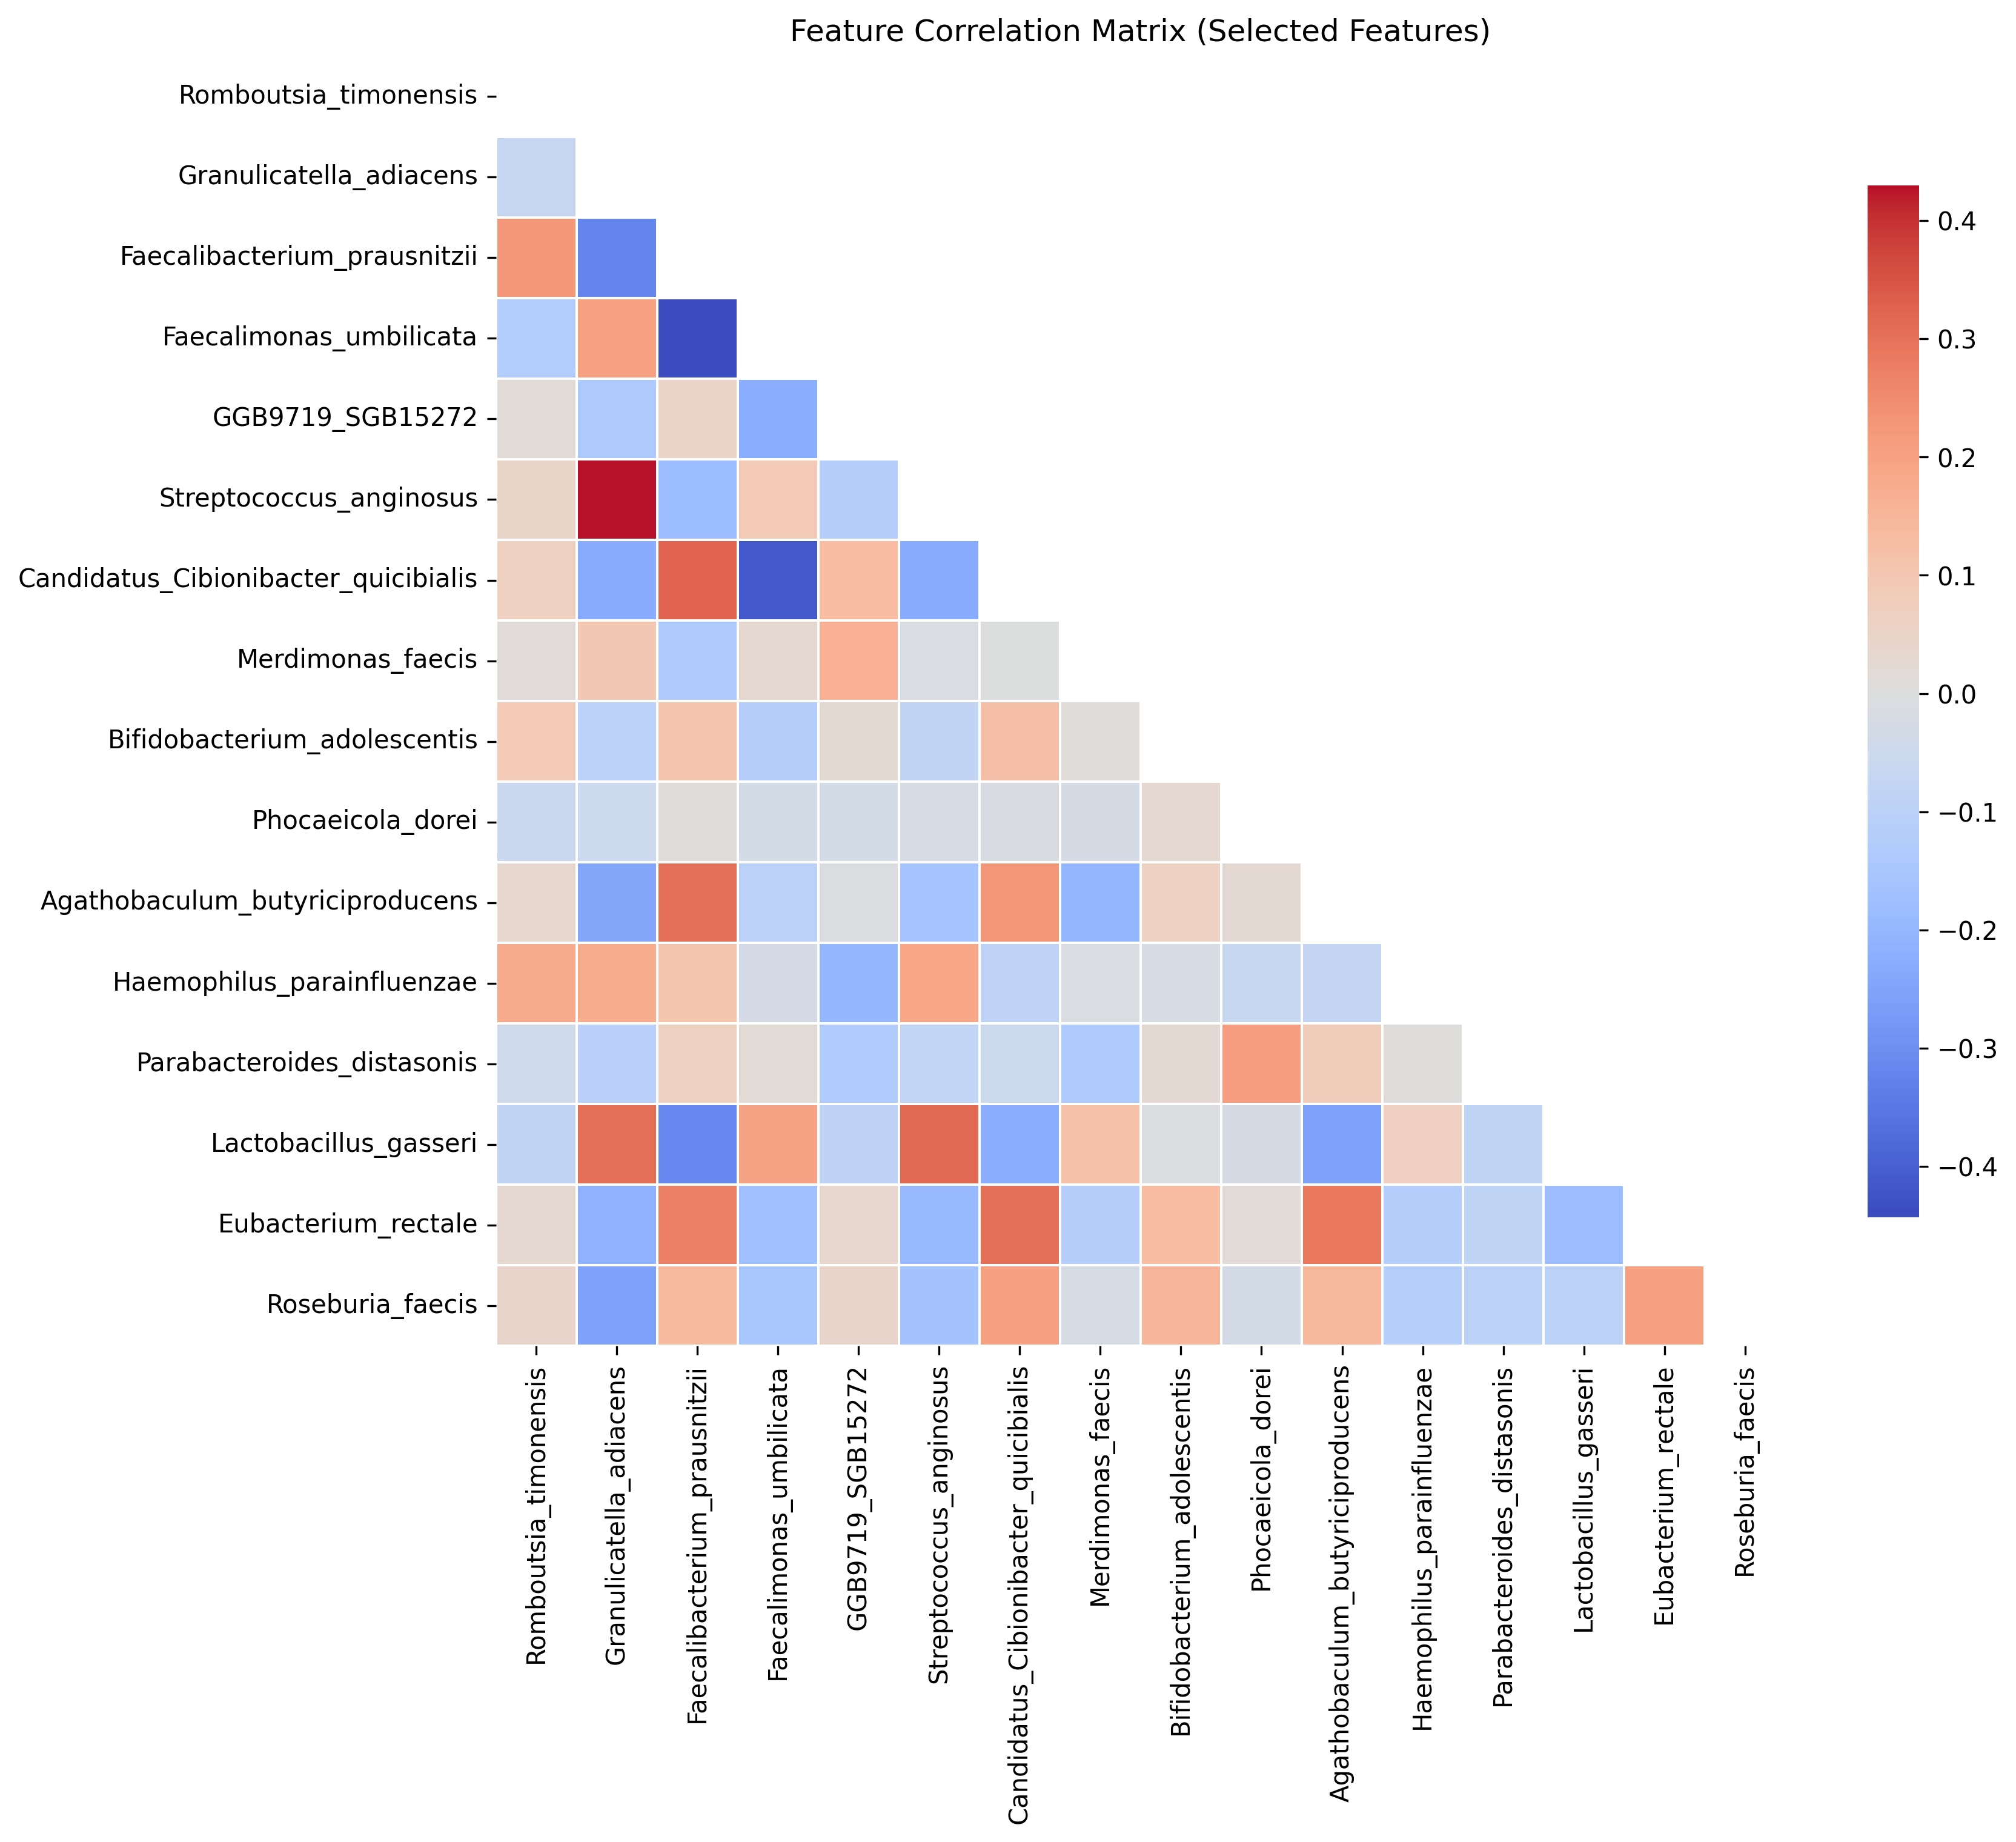 Feature Correlation Matrix (Selected Features)
Romboutsia_timonensis
Granulicatella_adiacens
Faecalibacterium_prausnitzii
Faecalimonas_umbilicata
GGB9719_SGB15272
Streptococcus_anginosus
Candidatus_Cibionibacter_quicibialis
Merdimonas_faecis
Bifidobacterium_adolescentis
Phocaeicola_dorei
Agathobaculum_butyriciproducens
Haemophilus_parainfluenzae
Parabacteroides_distasonis
Lactobacillus_gasseri
Eubacterium_rectale
Roseburia_faecis
0.4
0.3
0.2
0.1
0.0
−0.1
−0.2
−0.3
−0.4
Romboutsia_timonensis
Granulicatella_adiacens
Faecalibacterium_prausnitzii
Faecalimonas_umbilicata
GGB9719_SGB15272
Streptococcus_anginosus
Candidatus_Cibionibacter_quicibialis
Merdimonas_faecis
Bifidobacterium_adolescentis
Phocaeicola_dorei
Agathobaculum_butyriciproducens
Haemophilus_parainfluenzae
Parabacteroides_distasonis
Lactobacillus_gasseri
Eubacterium_rectale
Roseburia_faecis